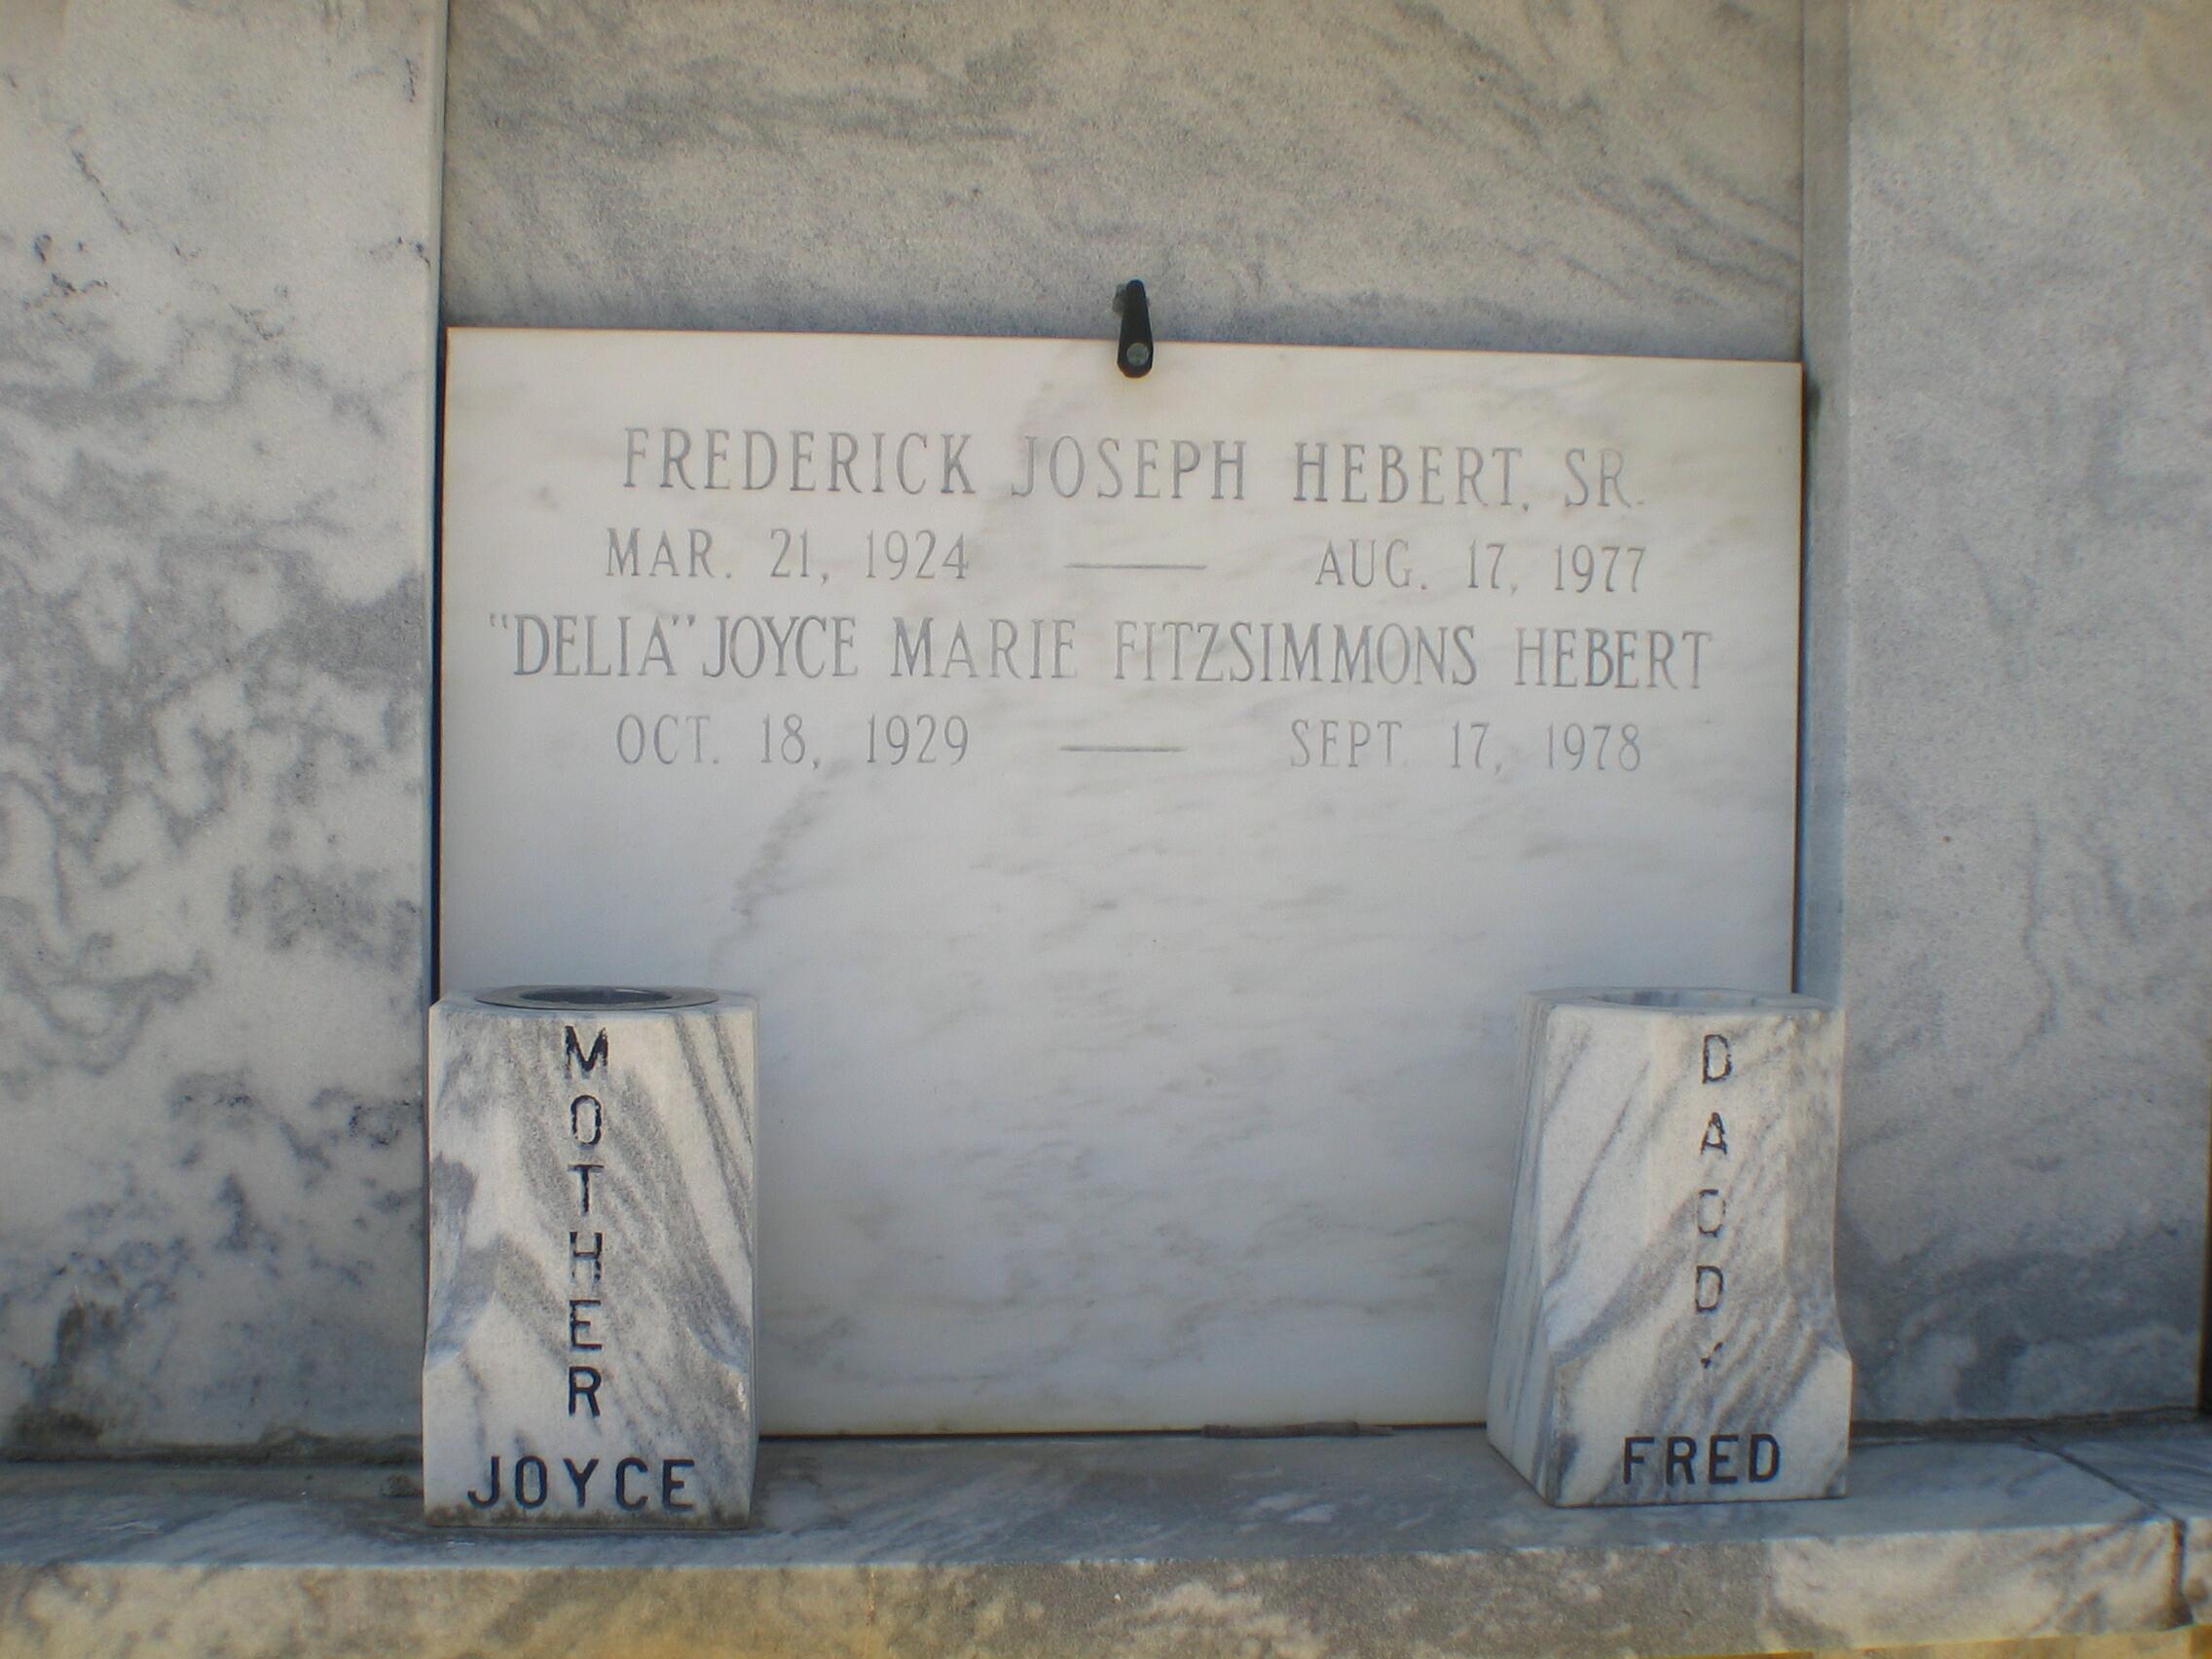 FREDERICK JOSEPH HEBERT, SR.
MAR. 21, 1924 — AUG. 17, 1977
"DELIA" JOYCE MARIE FITZSIMMONS HEBERT
OCT. 18, 1929 — SEPT. 17, 1978
MOTHER
JOYCE
DADDY
FRED